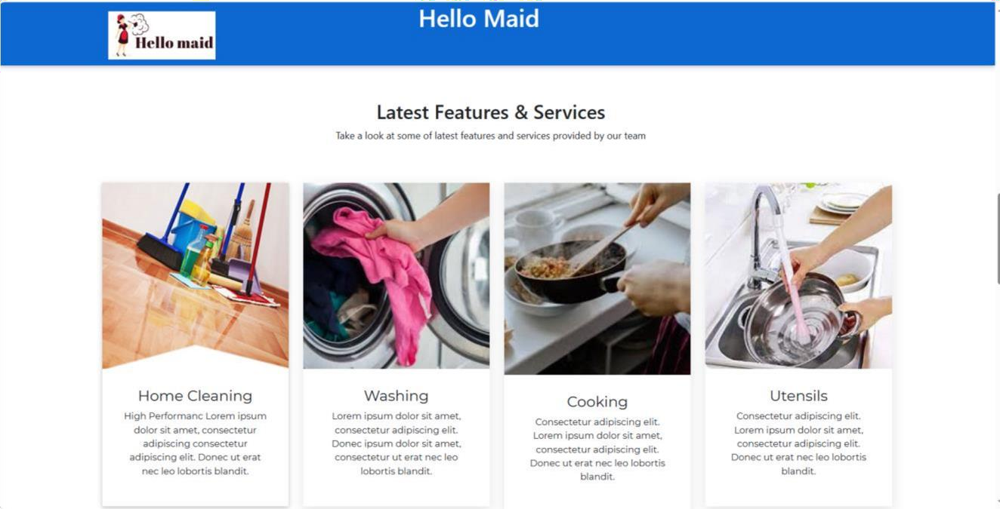 Hello maid
Hello Maid
Latest Features & Services
Take a look at some of latest features and services provided by our team
Home Cleaning
High Performanc Lorem ipsum
dolor sit amet, consectetur
adipiscing consectetur
adipiscing elit. Donec ut erat
nec leo lobortis blandit.
Washing
Lorem ipsum dolor sit amet,
consectetur adipiscing elit.
Donec ipsum dolor sit amet,
consectetur ut erat nec leo
lobortis blandit.
Cooking
Consectetur adipiscing elit.
Lorem ipsum dolor sit amet,
consectetur adipiscing elit.
Donec ut erat nec leo lobortis
blandit.
Utensils
Consectetur adipiscing elit.
Lorem ipsum dolor sit amet,
consectetur adipiscing elit.
Donec ut erat nec leo lobortis
blandit.